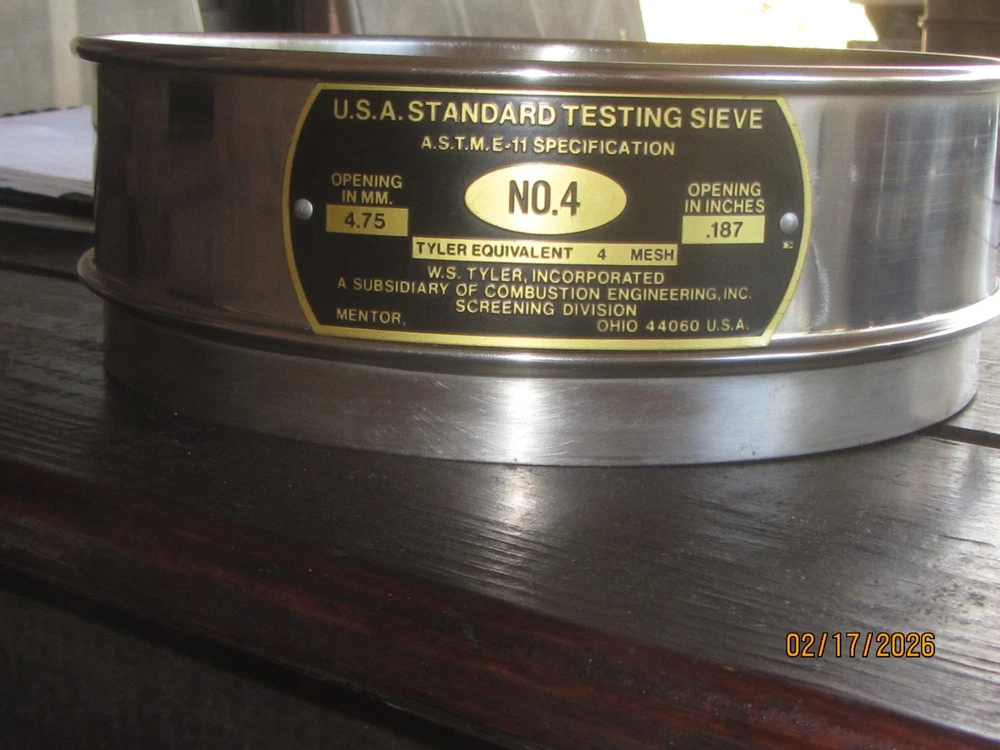 U.S.A. STANDARD TESTING SIEVE
A.S.T.M. E-11 SPECIFICATION
OPENING
IN MM.
4.75
NO.4
OPENING
IN INCHES
.187
E
TYLER EQUIVALENT 4 MESH
W.S. TYLER, INCORPORATED
A SUBSIDIARY OF COMBUSTION ENGINEERING, INC.
SCREENING DIVISION
MENTOR, OHIO 44060 U.S.A.
02/17/2026